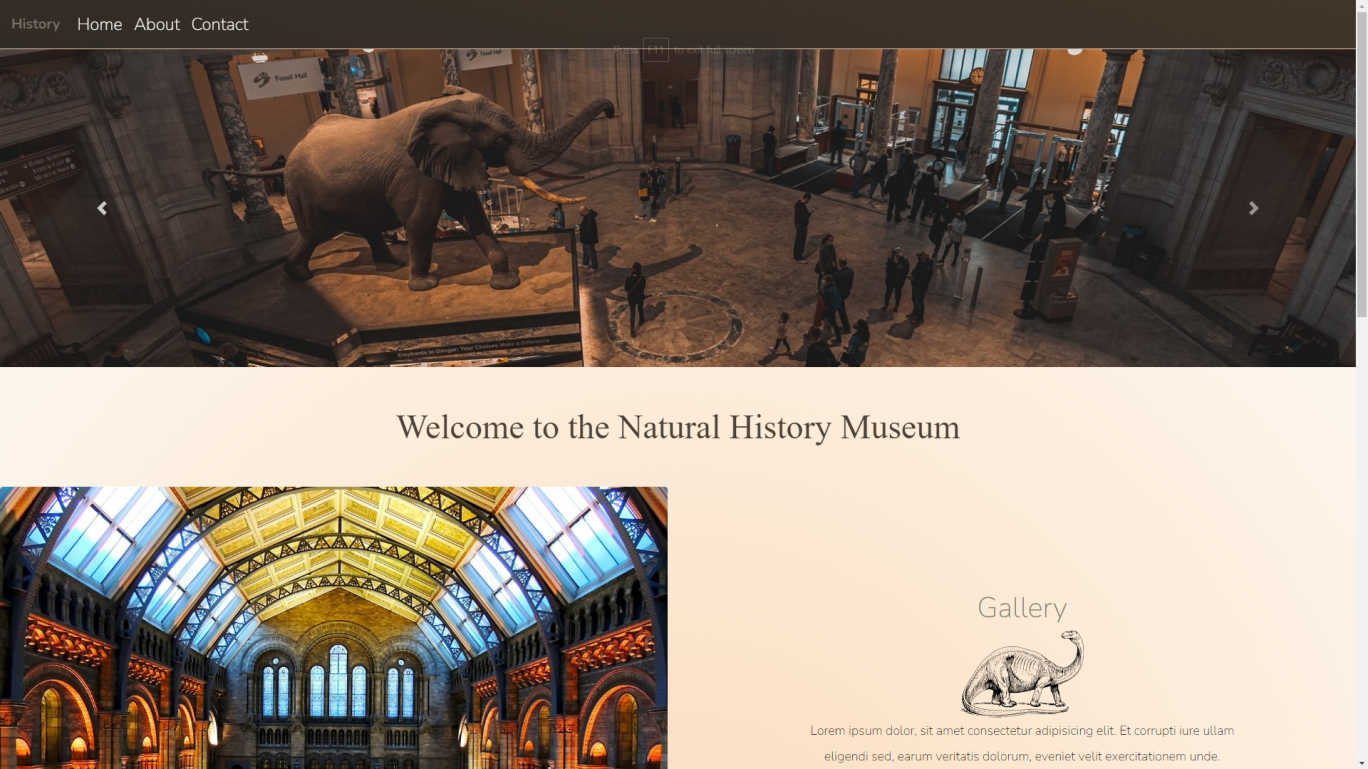 History Home About Contact
Press F11 to exit full screen
Fossil Hall
Fossil Hall
Elephants in Danger: Your Choices Make a Difference
Welcome to the Natural History Museum
Gallery
Lorem ipsum dolor, sit amet consectetur adipisicing elit. Et corrupti iure ullam
eligendi sed, earum veritatis dolorum, eveniet velit exercitationem unde.